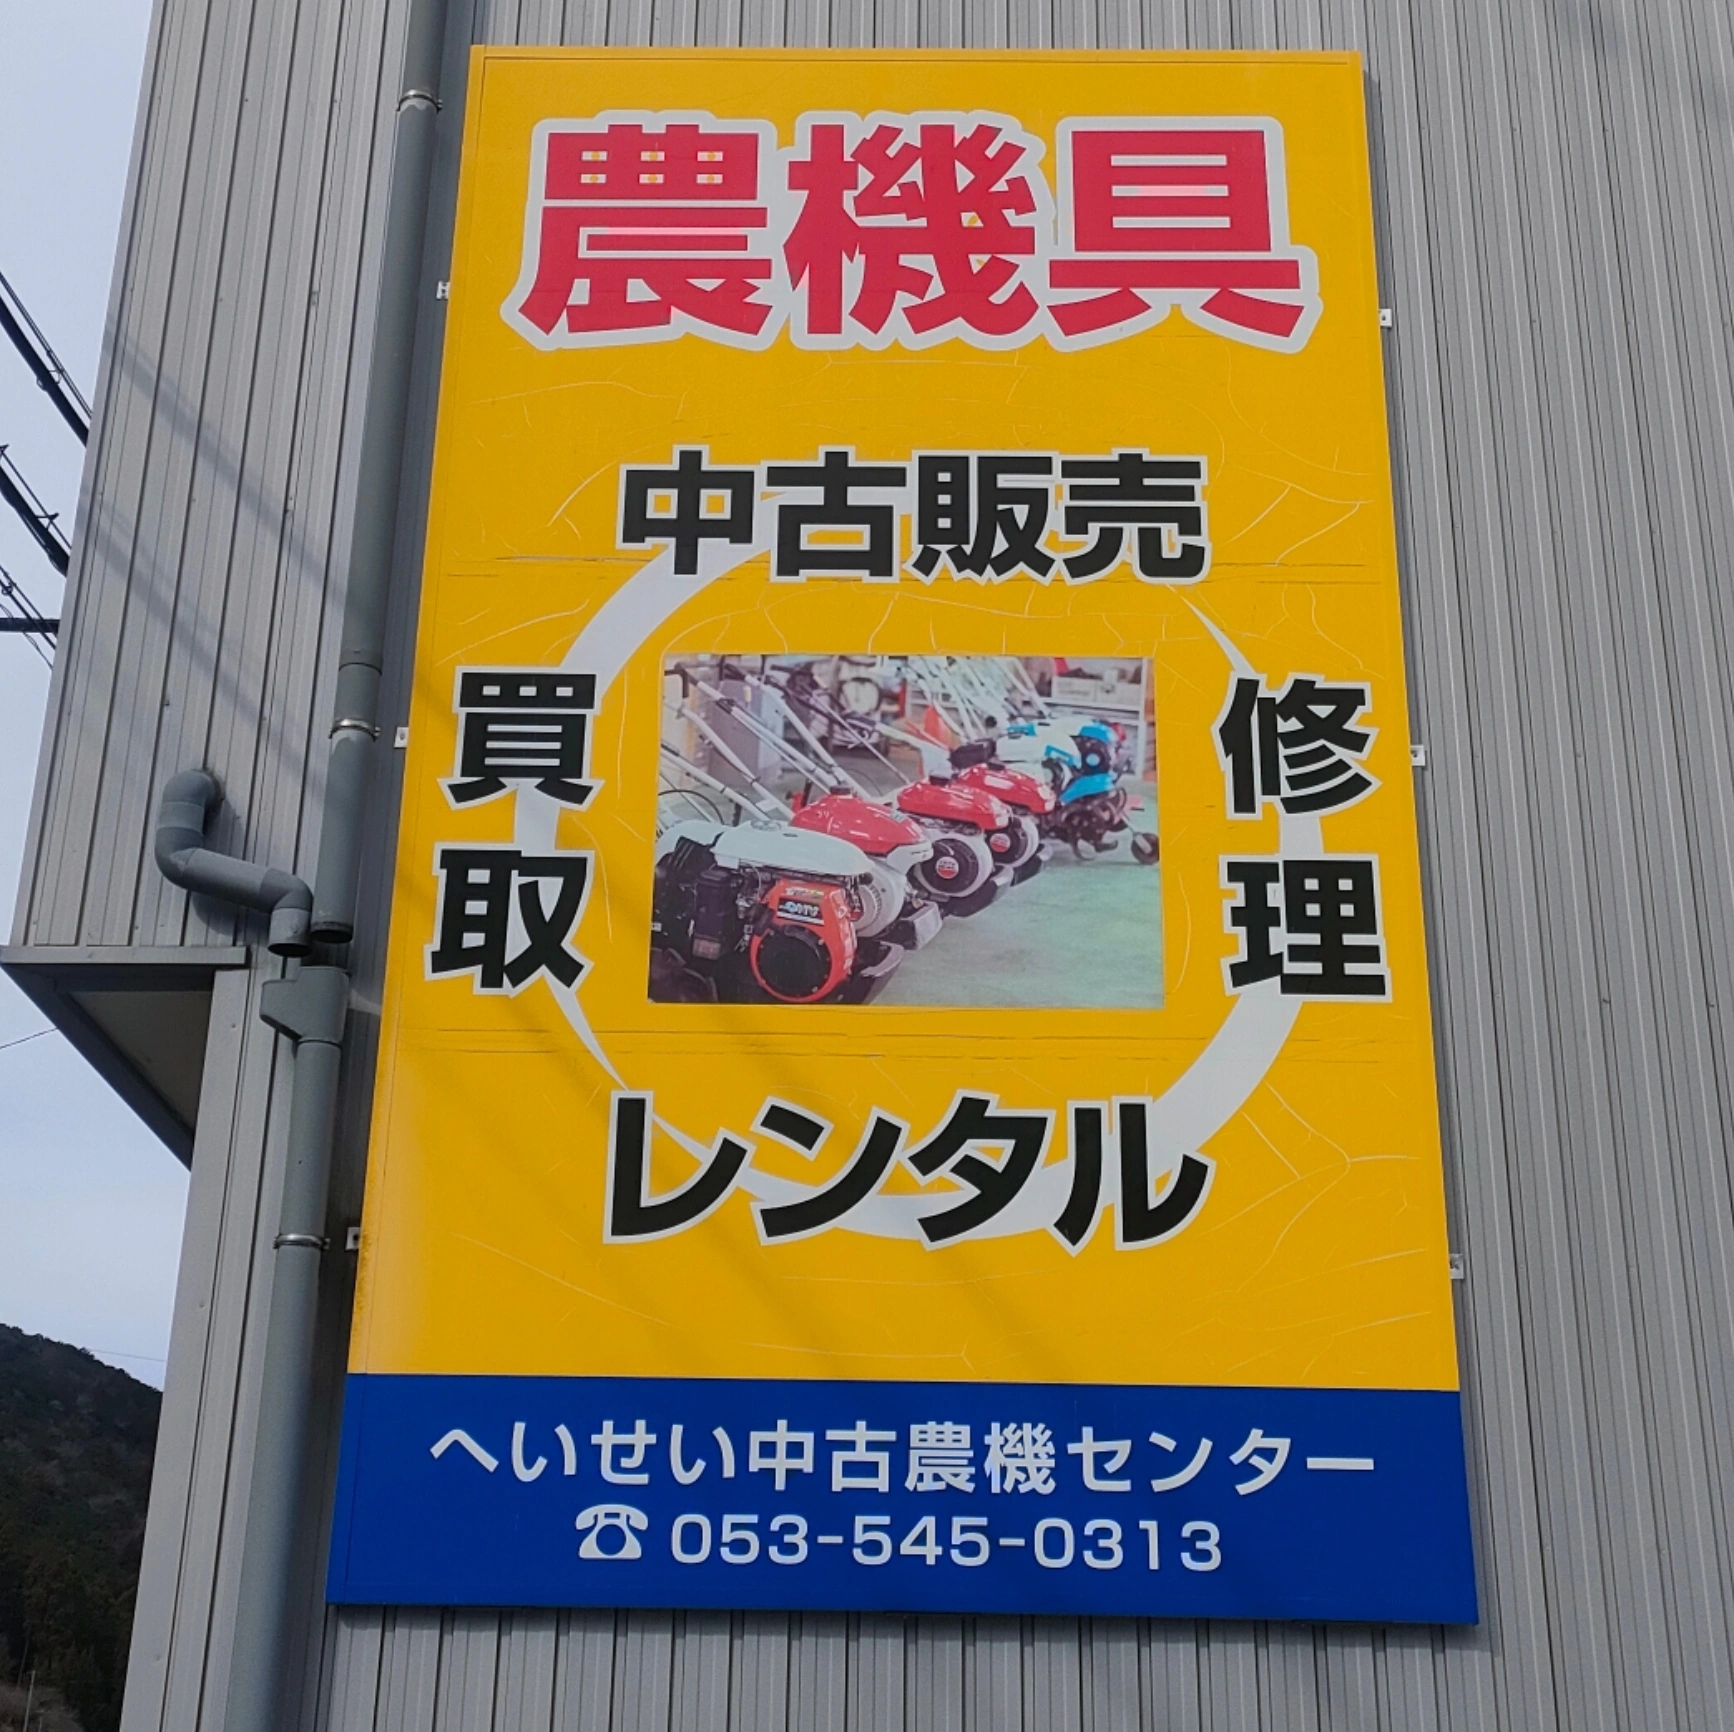 農機具
中古販売
買取
修理
レンタル
へいせい中古農機センター
☎053-545-0313